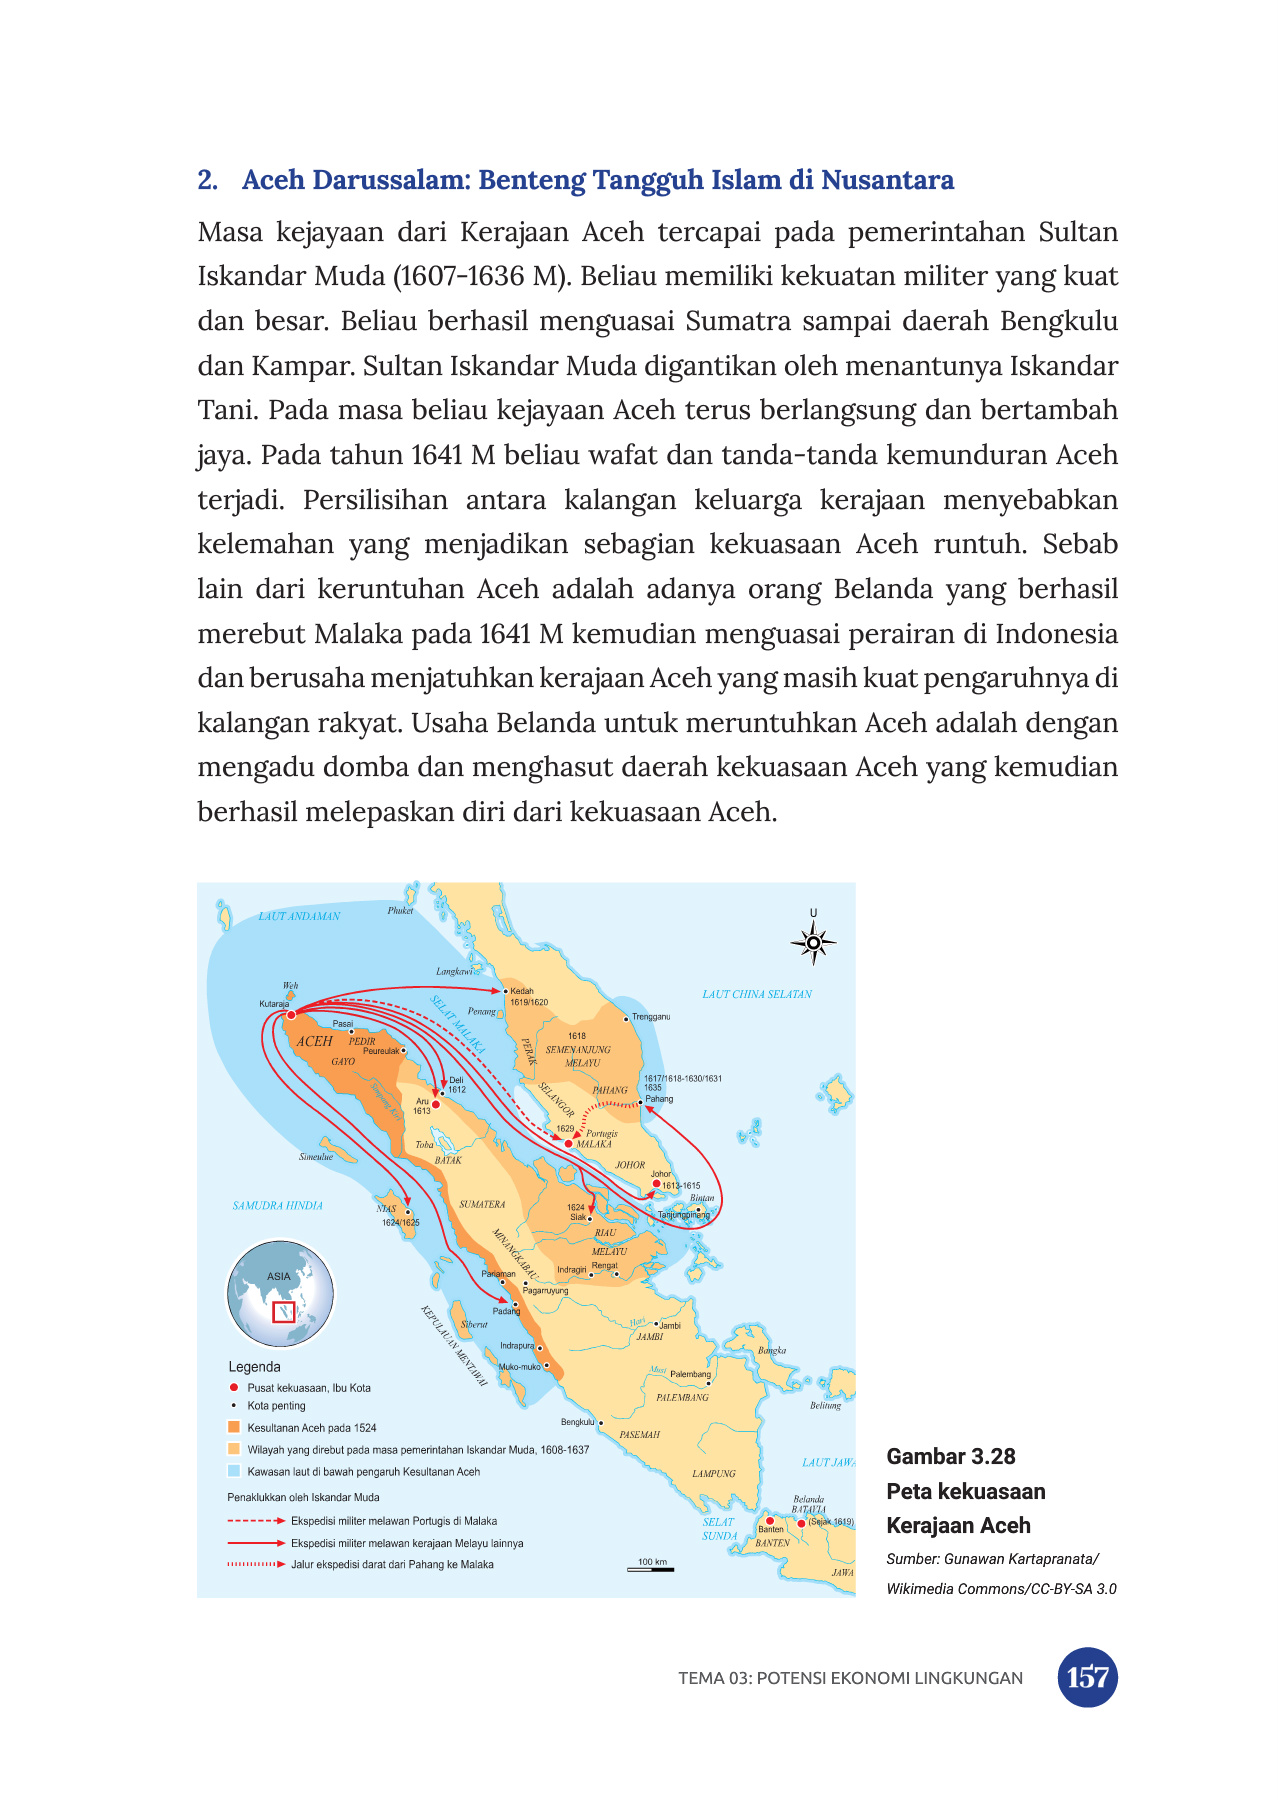 2. Aceh Darussalam: Benteng Tangguh Islam di Nusantara
Masa kejayaan dari Kerajaan Aceh tercapai pada pemerintahan Sultan
Iskandar Muda (1607-1636 M). Beliau memiliki kekuatan militer yang kuat
dan besar. Beliau berhasil menguasai Sumatra sampai daerah Bengkulu
dan Kampar. Sultan Iskandar Muda digantikan oleh menantunya Iskandar
Tani. Pada masa beliau kejayaan Aceh terus berlangsung dan bertambah
jaya. Pada tahun 1641 M beliau wafat dan tanda-tanda kemunduran Aceh
terjadi. Persilisihan antara kalangan keluarga kerajaan menyebabkan
kelemahan yang menjadikan sebagian kekuasaan Aceh runtuh. Sebab
lain dari keruntuhan Aceh adalah adanya orang Belanda yang berhasil
merebut Malaka pada 1641 M kemudian menguasai perairan di Indonesia
dan berusaha menjatuhkan kerajaan Aceh yang masih kuat pengaruhnya di
kalangan rakyat. Usaha Belanda untuk meruntuhkan Aceh adalah dengan
mengadu domba dan menghasut daerah kekuasaan Aceh yang kemudian
berhasil melepaskan diri dari kekuasaan Aceh.
LAUT ANDAMAN
Phuket
U
Langkawi
Weh
Kutaraja
Kedah
1619/1620
LAUT CHINA SELATAN
SELAT MALAKA
Penang
Trengganu
Pasai
ACEH
PEDIR
Peureulak
GAYO
1618
SEMENANJUNG
MELAYU
PERAK
Deli
1612
Aru
1613
SELANGOR
PAHANG
1617/1618-1630/1631
1635
Pahang
1629
Portugis
MALAKA
Toba
BATAK
Simeulue
JOHOR
Johor
1613-1615
Bintan
Tanjungpinang
SAMUDRA HINDIA
NIAS
1624/1625
SUMATERA
1624
Siak
RIAU
MELAYU
MINANGKABAU
Indragiri
Rengat
ASIA
Pariaman
Pagarruyung
Padang
KEPULAUAN MENTAWAI
Siberut
Hari
Jambi
JAMBI
Indrapura
Muko-muko
Bangka
Musi
Palembang
PALEMBANG
Belitung
Bengkulu
PASEMAH
LAMPUNG
LAUT JAWA
SELAT
SUNDA
Belanda
BATAVIA
(Sejak 1619)
Banten
BANTEN
JAWA
Legenda
Pusat kekuasaan, Ibu Kota
Kota penting
Kesultanan Aceh pada 1524
Wilayah yang direbut pada masa pemerintahan Iskandar Muda, 1608-1637
Kawasan laut di bawah pengaruh Kesultanan Aceh
Penaklukkan oleh Iskandar Muda
Ekspedisi militer melawan Portugis di Malaka
Ekspedisi militer melawan kerajaan Melayu lainnya
Jalur ekspedisi darat dari Pahang ke Malaka
100 km
Gambar 3.28
Peta kekuasaan
Kerajaan Aceh
Sumber: Gunawan Kartapranata/
Wikimedia Commons/CC-BY-SA 3.0
TEMA 03: POTENSI EKONOMI LINGKUNGAN
157